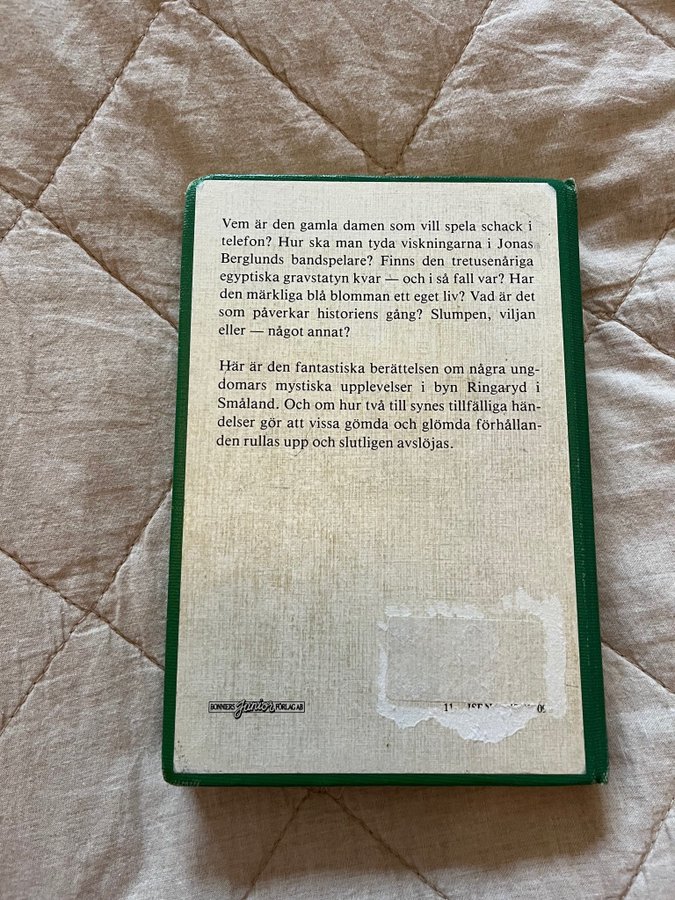 Vem är den gamla damen som vill spela schack i
telefon? Hur ska man tyda viskningarna i Jonas
Berglunds bandspelare? Finns den tretusenåriga
egyptiska gravstatyn kvar — och i så fall var? Har
den märkliga blå blomman ett eget liv? Vad är det
som påverkar historiens gång? Slumpen, viljan
eller — något annat?
Här är den fantastiska berättelsen om några ung-
domars mystiska upplevelser i byn Ringaryd i
Småland. Och om hur två till synes tillfälliga hän-
delser gör att vissa gömda och glömda förhållan-
den rullas upp och slutligen avslöjas.
BONNIERS Junior FÖRLAG AB